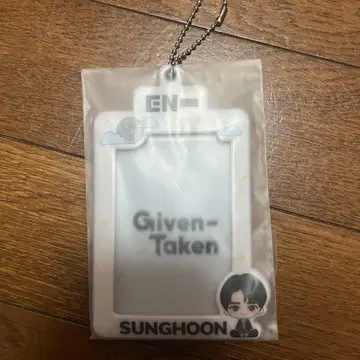 EN-
Given-
Taken
SUNGHOON